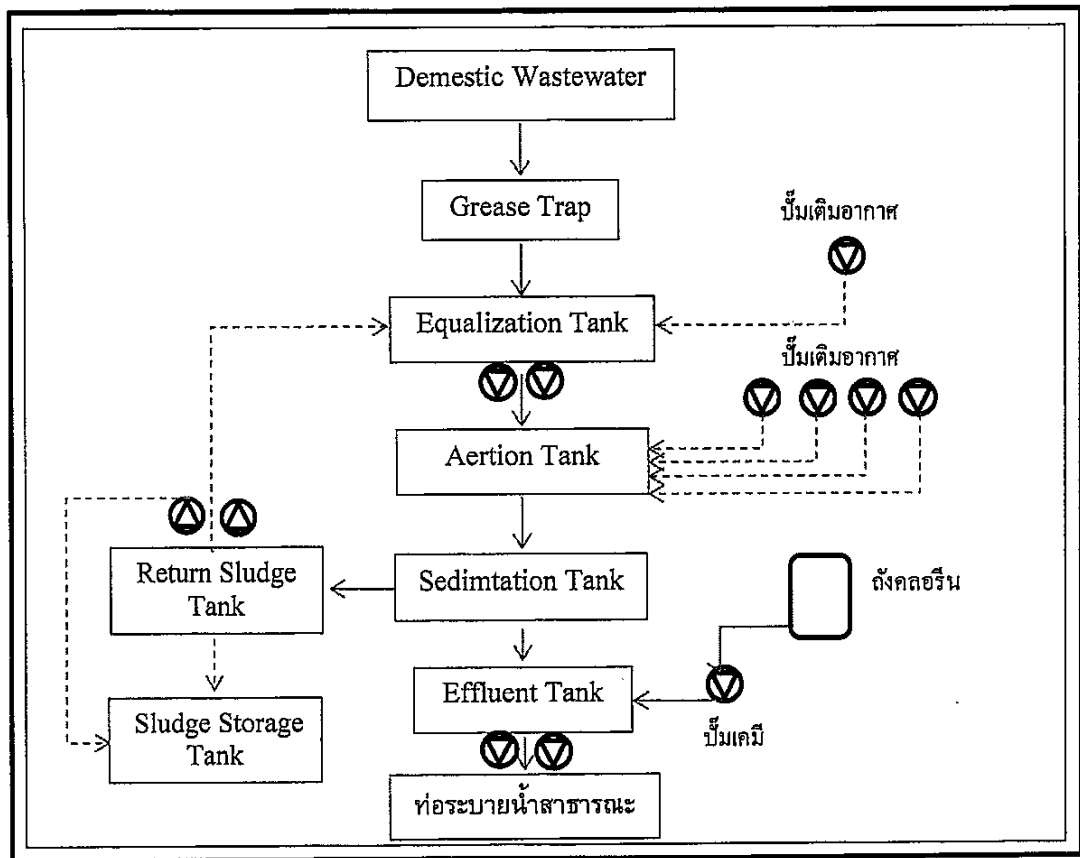 Demestic Wastewater
Grease Trap
ปั๊มเติมอากาศ
Equalization Tank
ปั๊มเติมอากาศ
Aertion Tank
Return Sludge
Tank
Sedimtation Tank
ถังคลอรีน
Effluent Tank
Sludge Storage
Tank
ปั๊มเคมี
ท่อระบายน้ำสาธารณะ